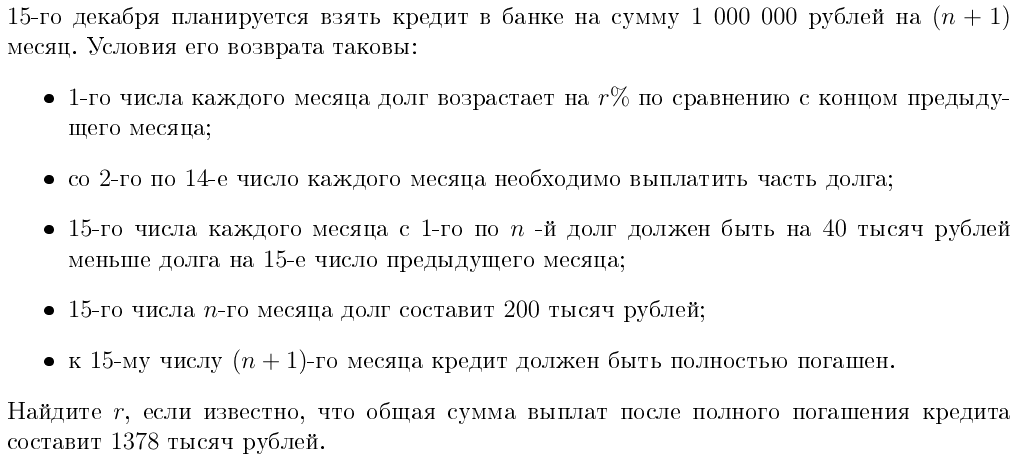 15-го декабря планируется взять кредит в банке на сумму 1 000 000 рублей на (n + 1)
месяц. Условия его возврата таковы:
• 1-го числа каждого месяца долг возрастает на r% по сравнению с концом предыду-
щего месяца;
• со 2-го по 14-е число каждого месяца необходимо выплатить часть долга;
• 15-го числа каждого месяца с 1-го по n -й долг должен быть на 40 тысяч рублей
меньше долга на 15-е число предыдущего месяца;
• 15-го числа n-го месяца долг составит 200 тысяч рублей;
• к 15-му числу (n + 1)-го месяца кредит должен быть полностью погашен.
Найдите r, если известно, что общая сумма выплат после полного погашения кредита
составит 1378 тысяч рублей.